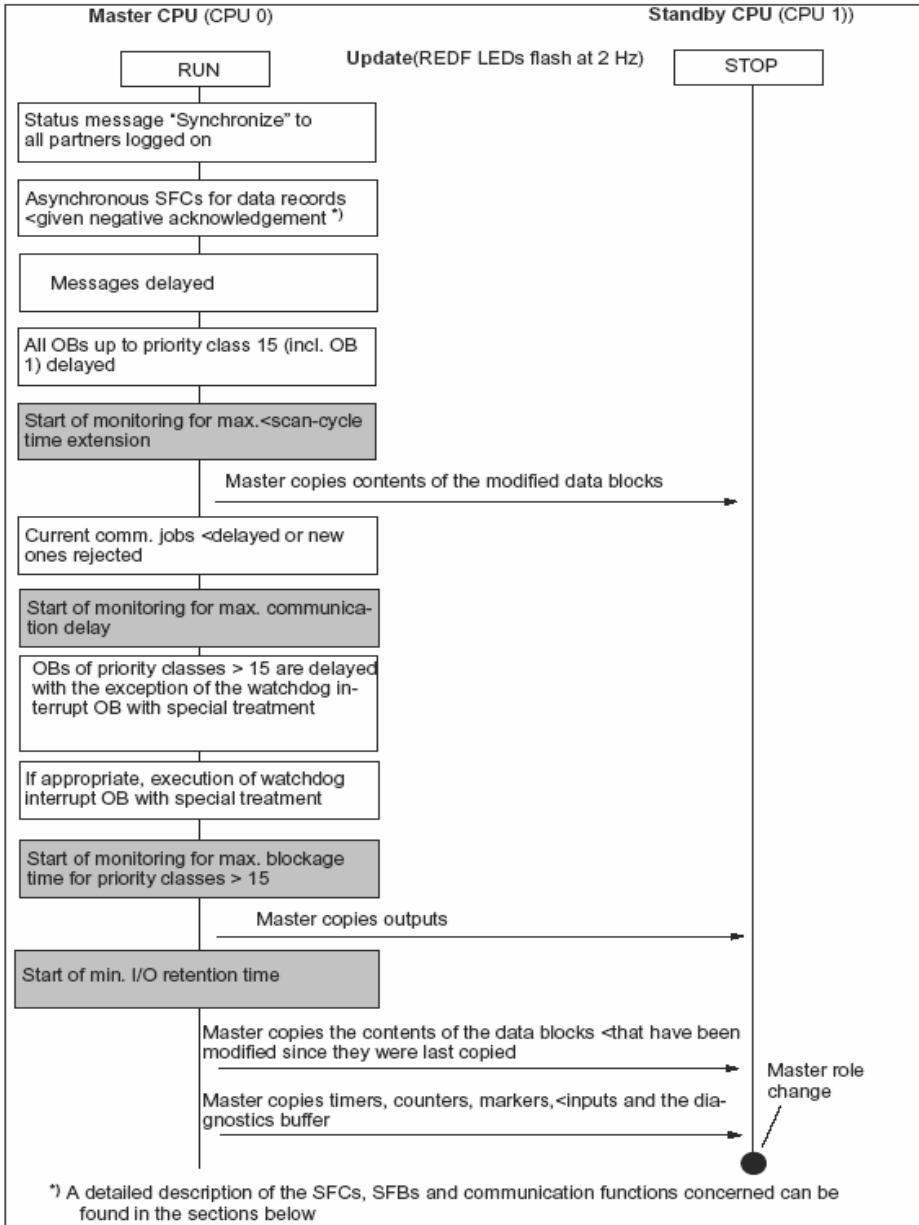 Master CPU (CPU 0)
Standby CPU (CPU 1))
Update(REDF LEDs flash at 2 Hz)
RUN
STOP
Status message "Synchronize" to
all partners logged on
Asynchronous SFCs for data records
<given negative acknowledgement *)
Messages delayed
All OBs up to priority class 15 (incl. OB
1) delayed
Start of monitoring for max.<scan-cycle
time extension
Master copies contents of the modified data blocks
Current comm. jobs <delayed or new
ones rejected
Start of monitoring for max. communica-
tion delay
OBs of priority classes > 15 are delayed
with the exception of the watchdog in-
terrupt OB with special treatment
If appropriate, execution of watchdog
interrupt OB with special treatment
Start of monitoring for max. blockage
time for priority classes > 15
Master copies outputs
Start of min. I/O retention time
Master copies the contents of the data blocks <that have been
modified since they were last copied
Master role
change
Master copies timers, counters, markers,<inputs and the dia-
gnostics buffer
*) A detailed description of the SFCs, SFBs and communication functions concerned can be
found in the sections below